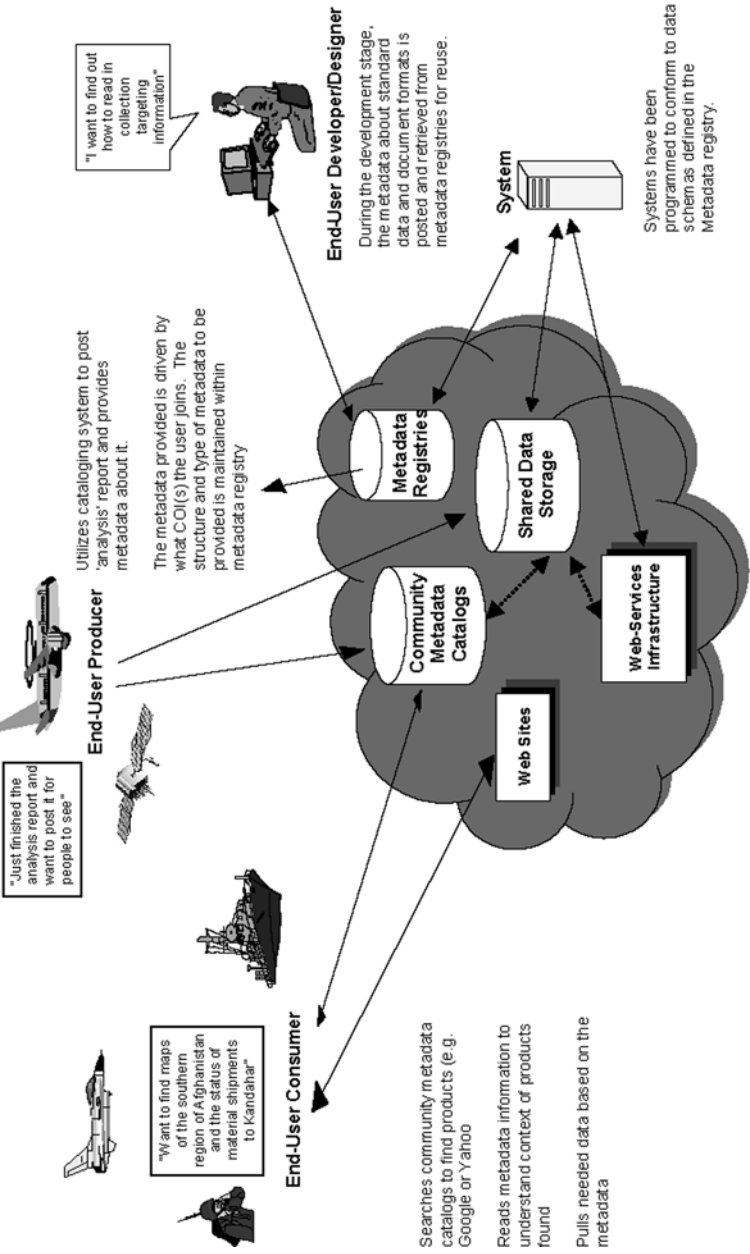 "Just finished the
analysis report and
want to post it for
people to see"
End-User Producer
Utilizes cataloging system to post
'analysis' report and provides
metadata about it.
The metadata provided is driven by
what COI(s) the user joins. The
structure and type of metadata to be
provided is maintained within
metadata registry
"I want to find out
how to read in
collection
targeting
information"
End-User Developer/Designer
During the development stage,
the metadata about standard
data and document formats is
posted and retrieved from
metadata registries for reuse.
"Want to find maps
of the southern
region of Afghanistan
and the status of
material shipments
to Kandahar"
End-User Consumer
Searches community metadata
catalogs to find products (e.g.
Google or Yahoo
Reads metadata information to
understand context of products
found
Pulls needed data based on the
metadata
Community
Metadata
Catalogs
Metadata
Registries
Web Sites
Shared Data
Storage
Web-Services
Infrastructure
System
Systems have been
programmed to conform to data
schemas defined in the
Metadata registry.